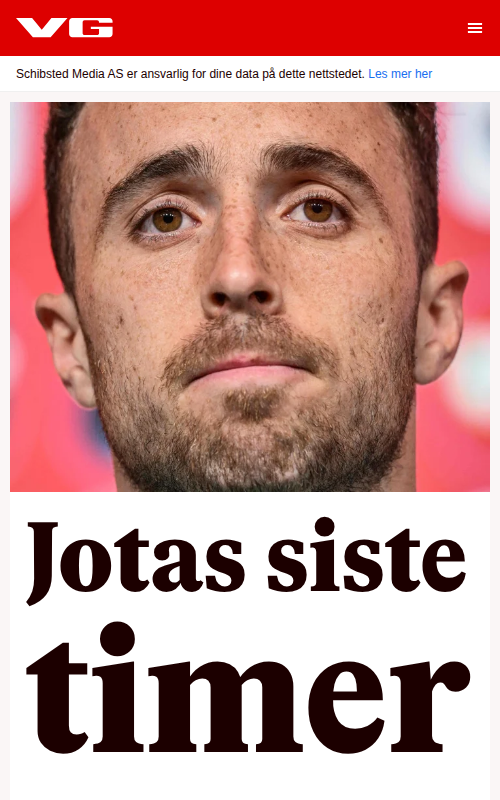 VG
Schibsted Media AS er ansvarlig for dine data på dette nettstedet. Les mer her
Jotas siste
timer